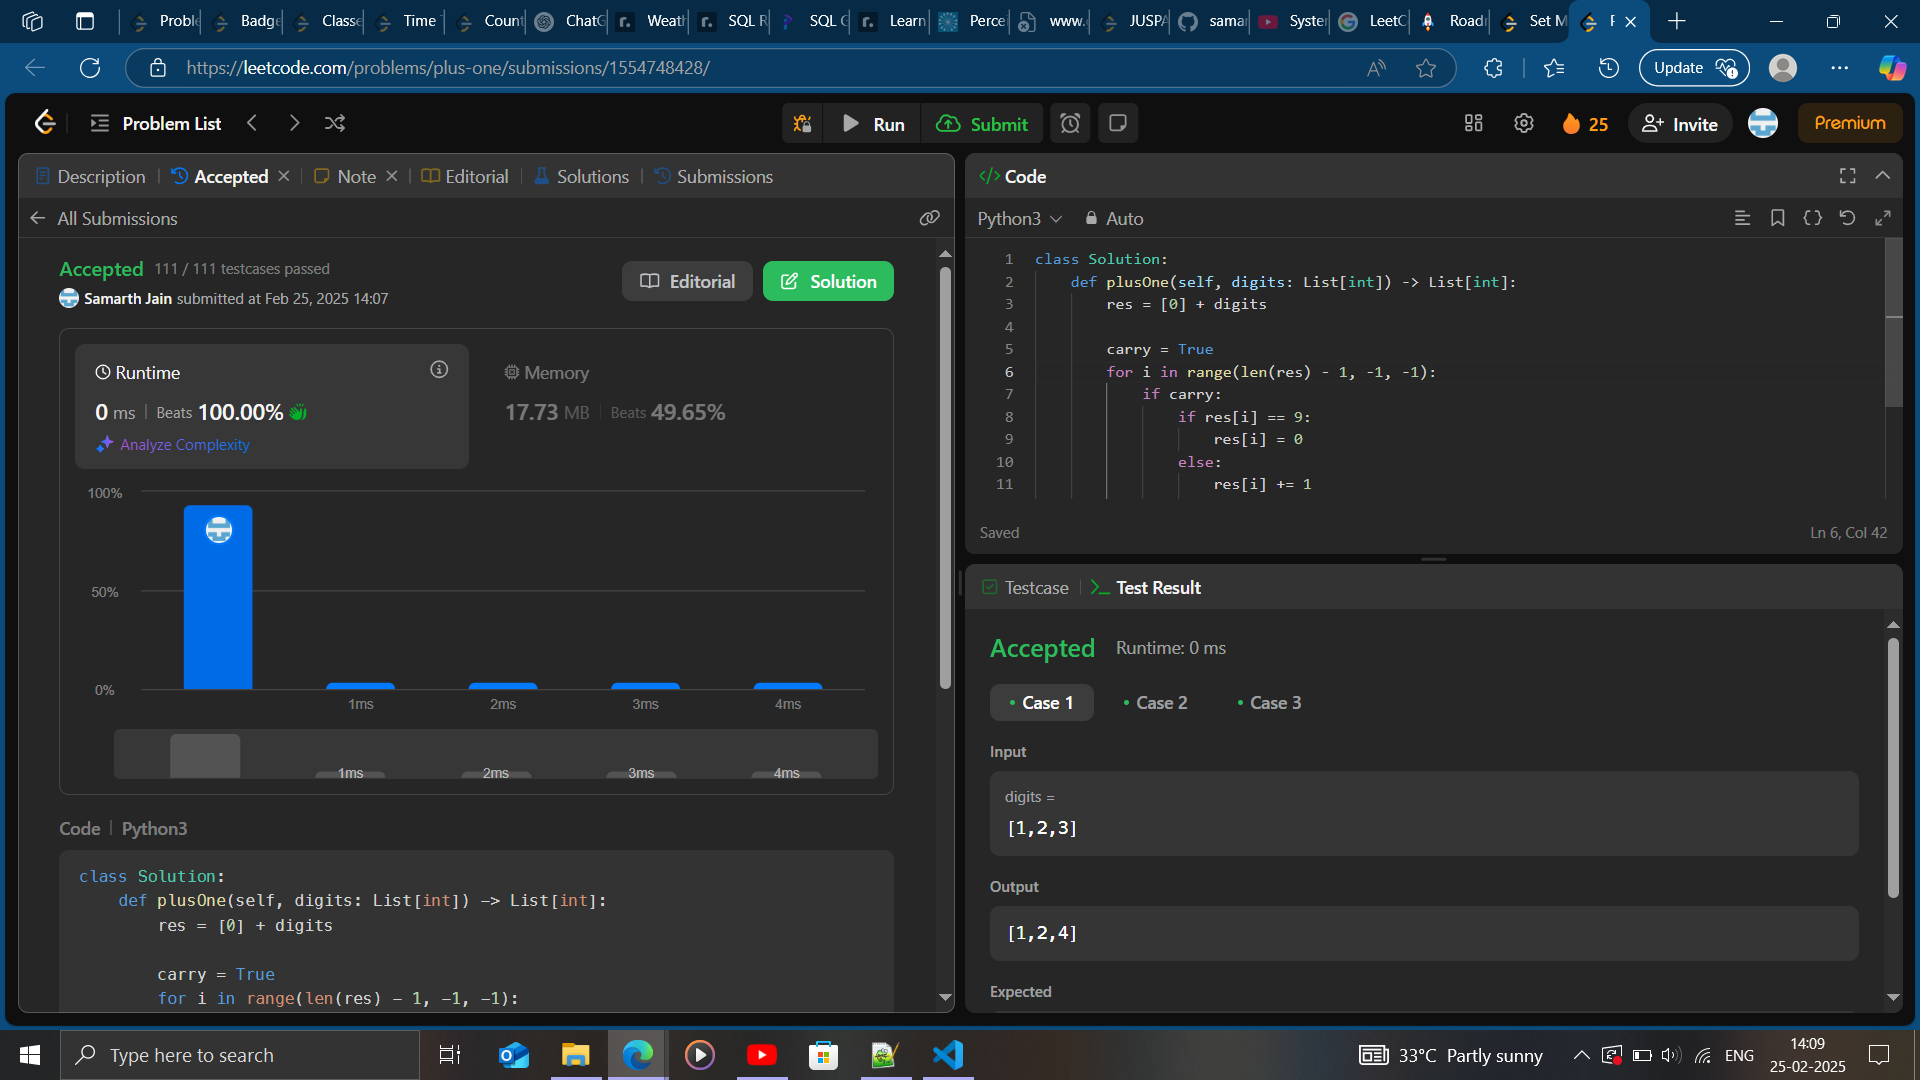 Proble
Badge
Classe
Time T
Count
ChatG
Weath
SQL R
SQL C
Learn
Perce
www.
JUSPA
samar
System
LeetC
Road
Set M
https://leetcode.com/problems/plus-one/submissions/1554748428/
Update
Problem List
Run
Submit
25
Invite
Premium
Description
Accepted
Note
Editorial
Solutions
Submissions
All Submissions
Accepted 111 / 111 testcases passed
Samarth Jain submitted at Feb 25, 2025 14:07
Editorial
Solution
Runtime
0 ms Beats 100.00%
Analyze Complexity
Memory
17.73 MB Beats 49.65%
100%
50%
0%
1ms
2ms
3ms
4ms
1ms
2ms
3ms
4ms
Code Python3
class Solution:
def plusOne(self, digits: List[int]) -> List[int]:
res = [0] + digits
carry = True
for i in range(len(res) - 1, -1, -1):
</> Code
Python3
Auto
1 class Solution:
2 def plusOne(self, digits: List[int]) -> List[int]:
3 res = [0] + digits
4
5 carry = True
6 for i in range(len(res) - 1, -1, -1):
7 if carry:
8 if res[i] == 9:
9 res[i] = 0
10 else:
11 res[i] += 1
Saved
Ln 6, Col 42
Testcase
Test Result
Accepted Runtime: 0 ms
Case 1
Case 2
Case 3
Input
digits =
[1,2,3]
Output
[1,2,4]
Expected
Type here to search
33°C Partly sunny
ENG
14:09
25-02-2025